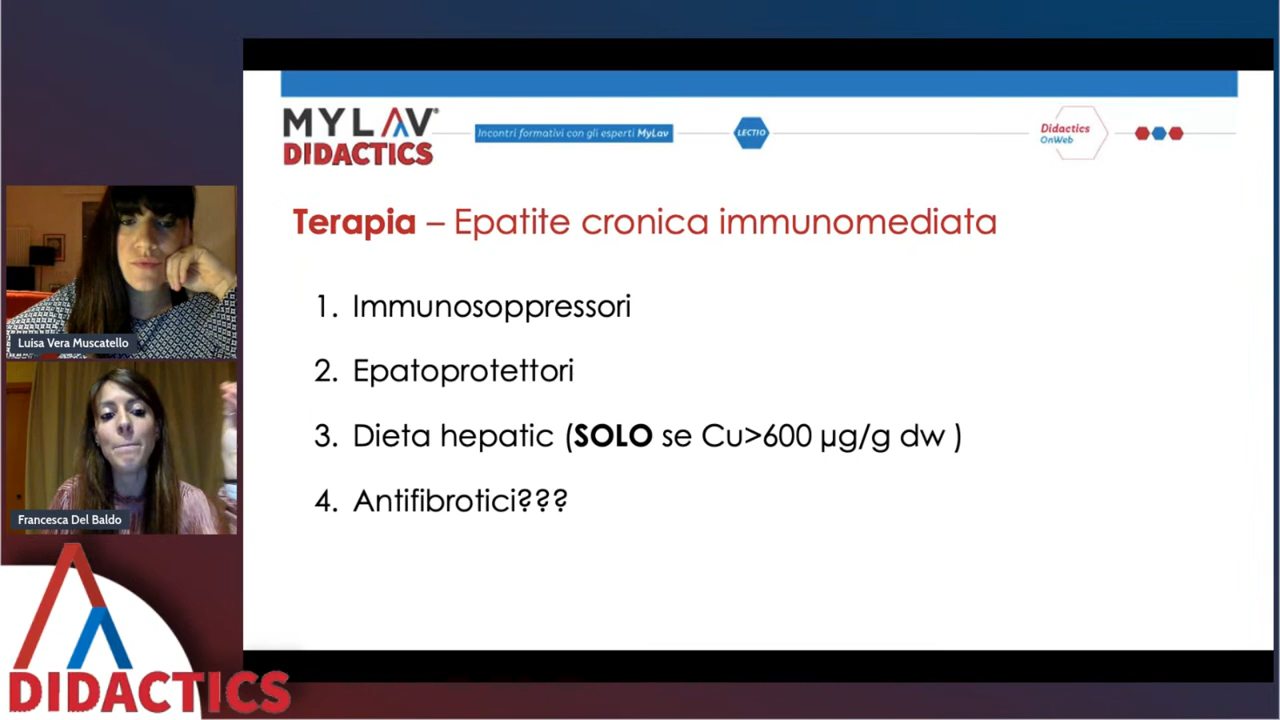 MYLAV®
DIDACTICS
Incontri formativi con gli esperti MyLav
LECTIO
Didactics
OnWeb
Terapia – Epatite cronica immunomediata
1. Immunosoppressori
2. Epatoprotettori
3. Dieta hepatic (SOLO se Cu>600 µg/g dw )
4. Antifibrotici???
Luisa Vera Muscatello
Francesca Del Baldo
DIDACTICS